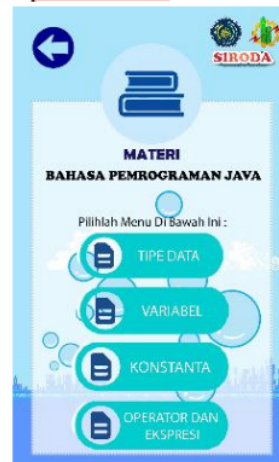 SIRODA
MATERI
BAHASA PEMROGRAMAN JAVA
Pilihlah Menu Di Bawah Ini :
TIPE DATA
VARIABEL
KONSTANTA
OPERATOR DAN
EKSPRESI